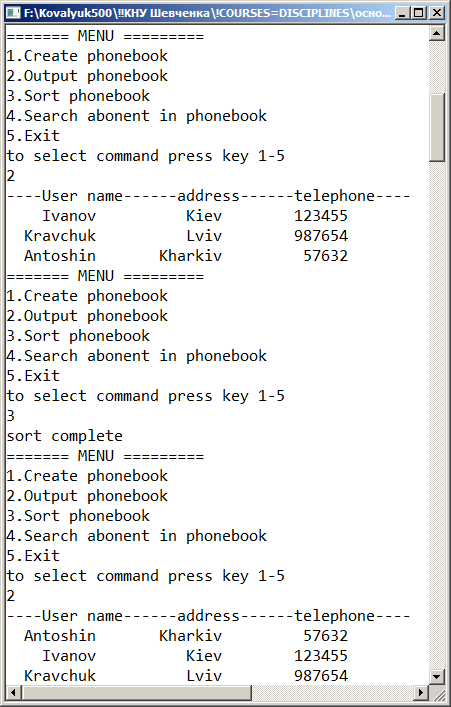 F:\Kovalyuk500\!!КНУ Шевченка\!COURSES=DISCIPLINES\осно...
======= MENU =========
1.Create phonebook
2.Output phonebook
3.Sort phonebook
4.Search abonent in phonebook
5.Exit
to select command press key 1-5
2
----User name------address------telephone----
Ivanov Kiev 123455
Kravchuk Lviv 987654
Antoshin Kharkiv 57632
======= MENU =========
1.Create phonebook
2.Output phonebook
3.Sort phonebook
4.Search abonent in phonebook
5.Exit
to select command press key 1-5
3
sort complete
======= MENU =========
1.Create phonebook
2.Output phonebook
3.Sort phonebook
4.Search abonent in phonebook
5.Exit
to select command press key 1-5
2
----User name------address------telephone----
Antoshin Kharkiv 57632
Ivanov Kiev 123455
Kravchuk Lviv 987654